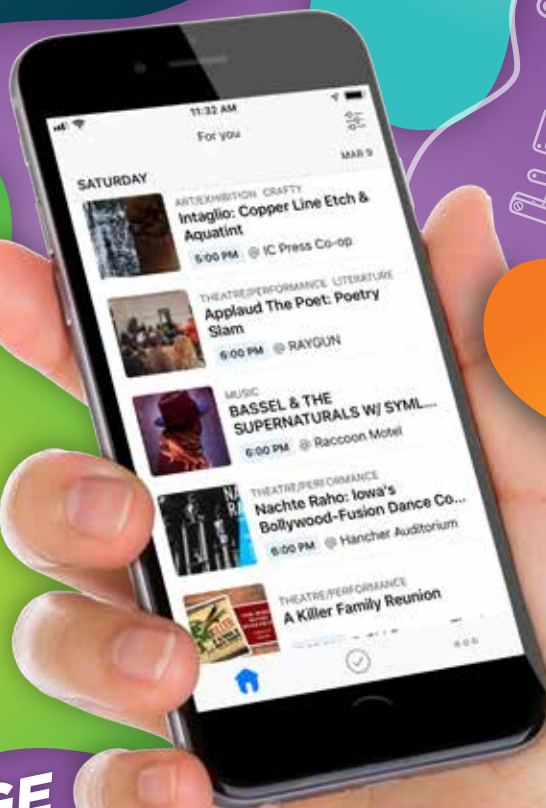 11:32 AM
For you
SATURDAY
MAR 9
ART/EXHIBITION CRAFTY
Intaglio: Copper Line Etch &
Aquatint
6:00 PM @ IC Press Co-op
THEATRE/PERFORMANCE LITERATURE
Applaud The Poet: Poetry
Slam
6:00 PM @ RAYGUN
MUSIC
BASSEL & THE
SUPERNATURALS W/ SYML...
6:00 PM @ Raccoon Motel
THEATRE/PERFORMANCE
Nachte Raho: Iowa's
Bollywood-Fusion Dance Co...
6:00 PM @ Hancher Auditorium
THEATRE/PERFORMANCE
A Killer Family Reunion